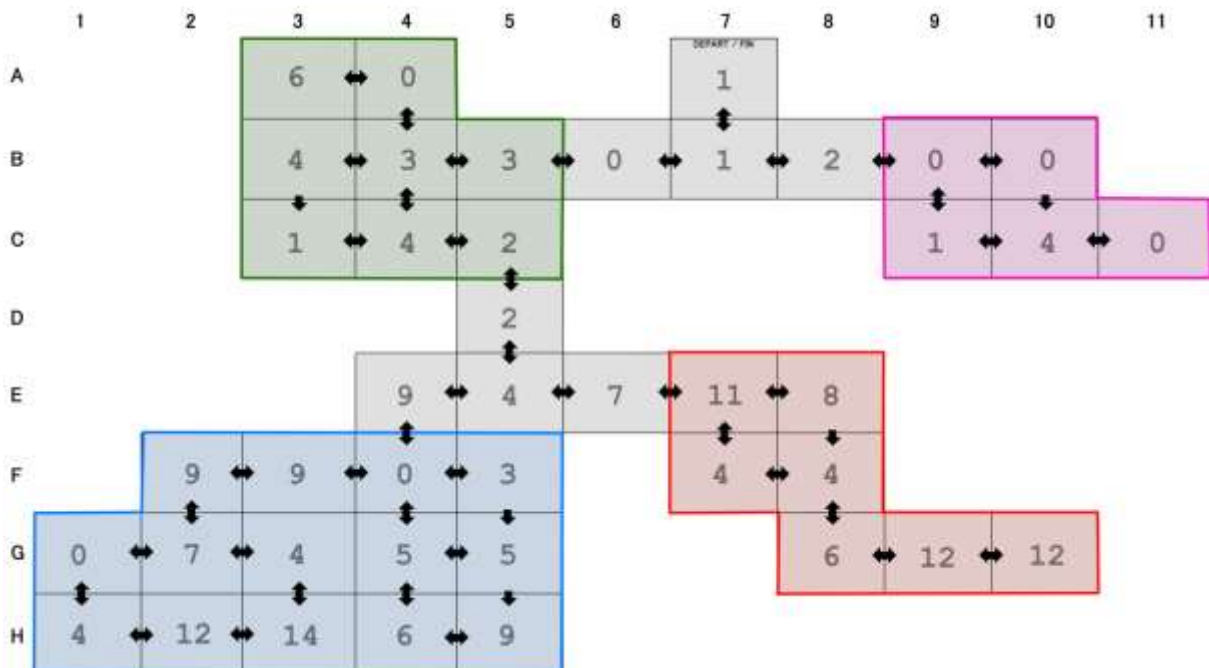 1 2 3 4 5 6 7 8 9 10 11
DEPART / FIN
A 6 0 1
B 4 3 3 0 1 2 0 0
C 1 4 2 1 4 0
D 2
E 9 4 7 11 8
F 9 9 0 3 4 4
G 0 7 4 5 5 6 12 12
H 4 12 14 6 9